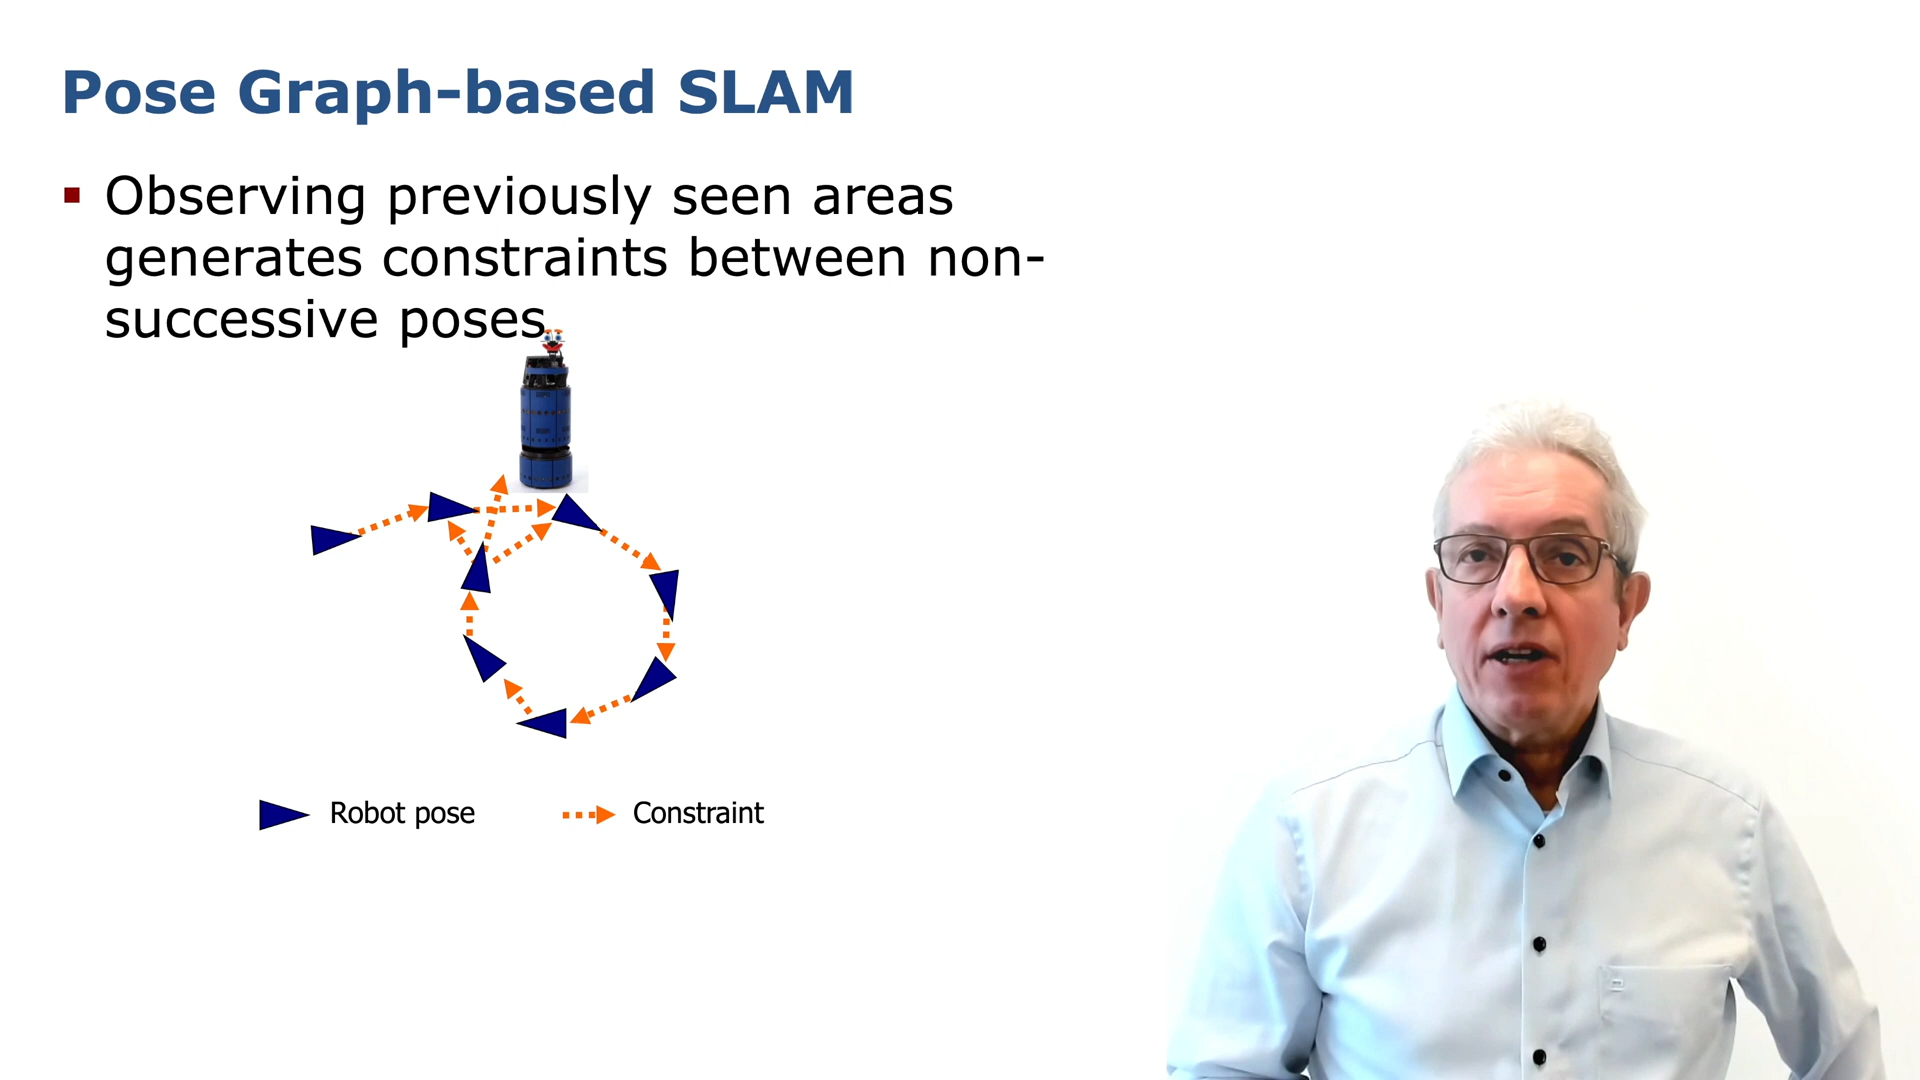 Pose Graph-based SLAM
▪ Observing previously seen areas
generates constraints between non-
successive poses
Robot pose
Constraint